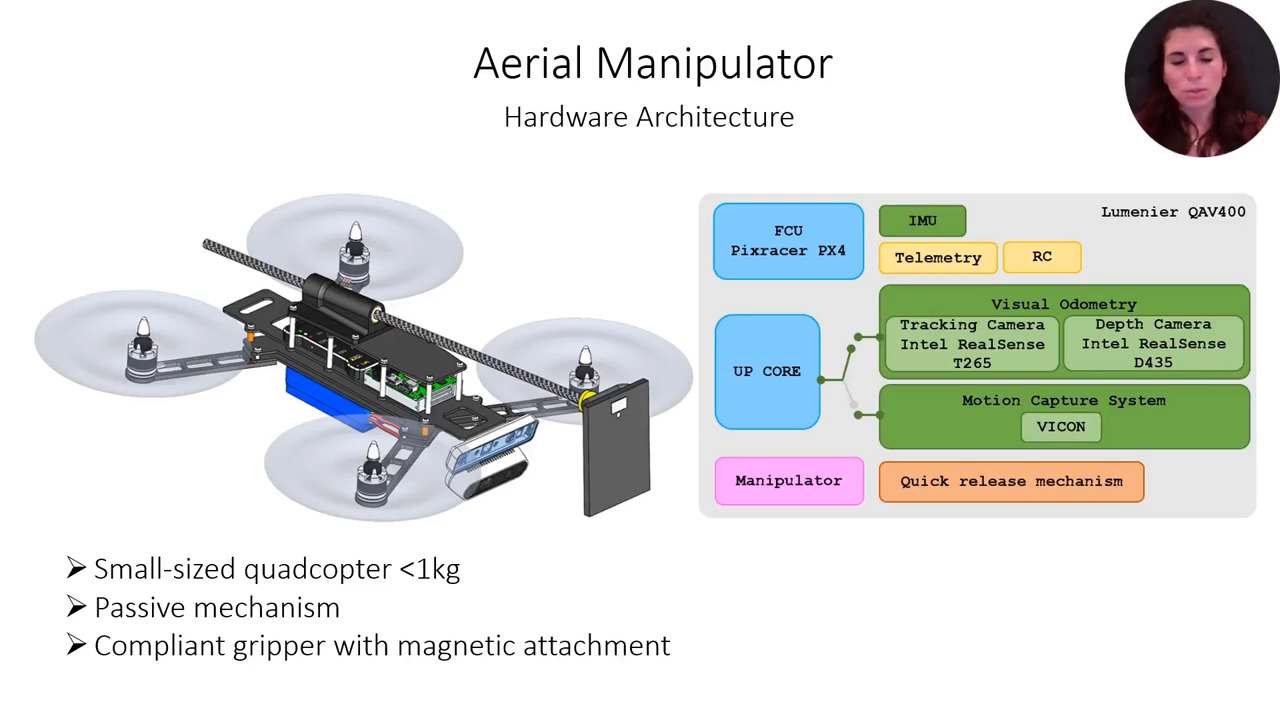 Aerial Manipulator
Hardware Architecture
FCU
Pixracer PX4
IMU
Lumenier QAV400
Telemetry
RC
UP CORE
Visual Odometry
Tracking Camera
Intel RealSense
T265
Depth Camera
Intel RealSense
D435
Motion Capture System
VICON
Manipulator
Quick release mechanism
Small-sized quadcopter <1kg
Passive mechanism
Compliant gripper with magnetic attachment